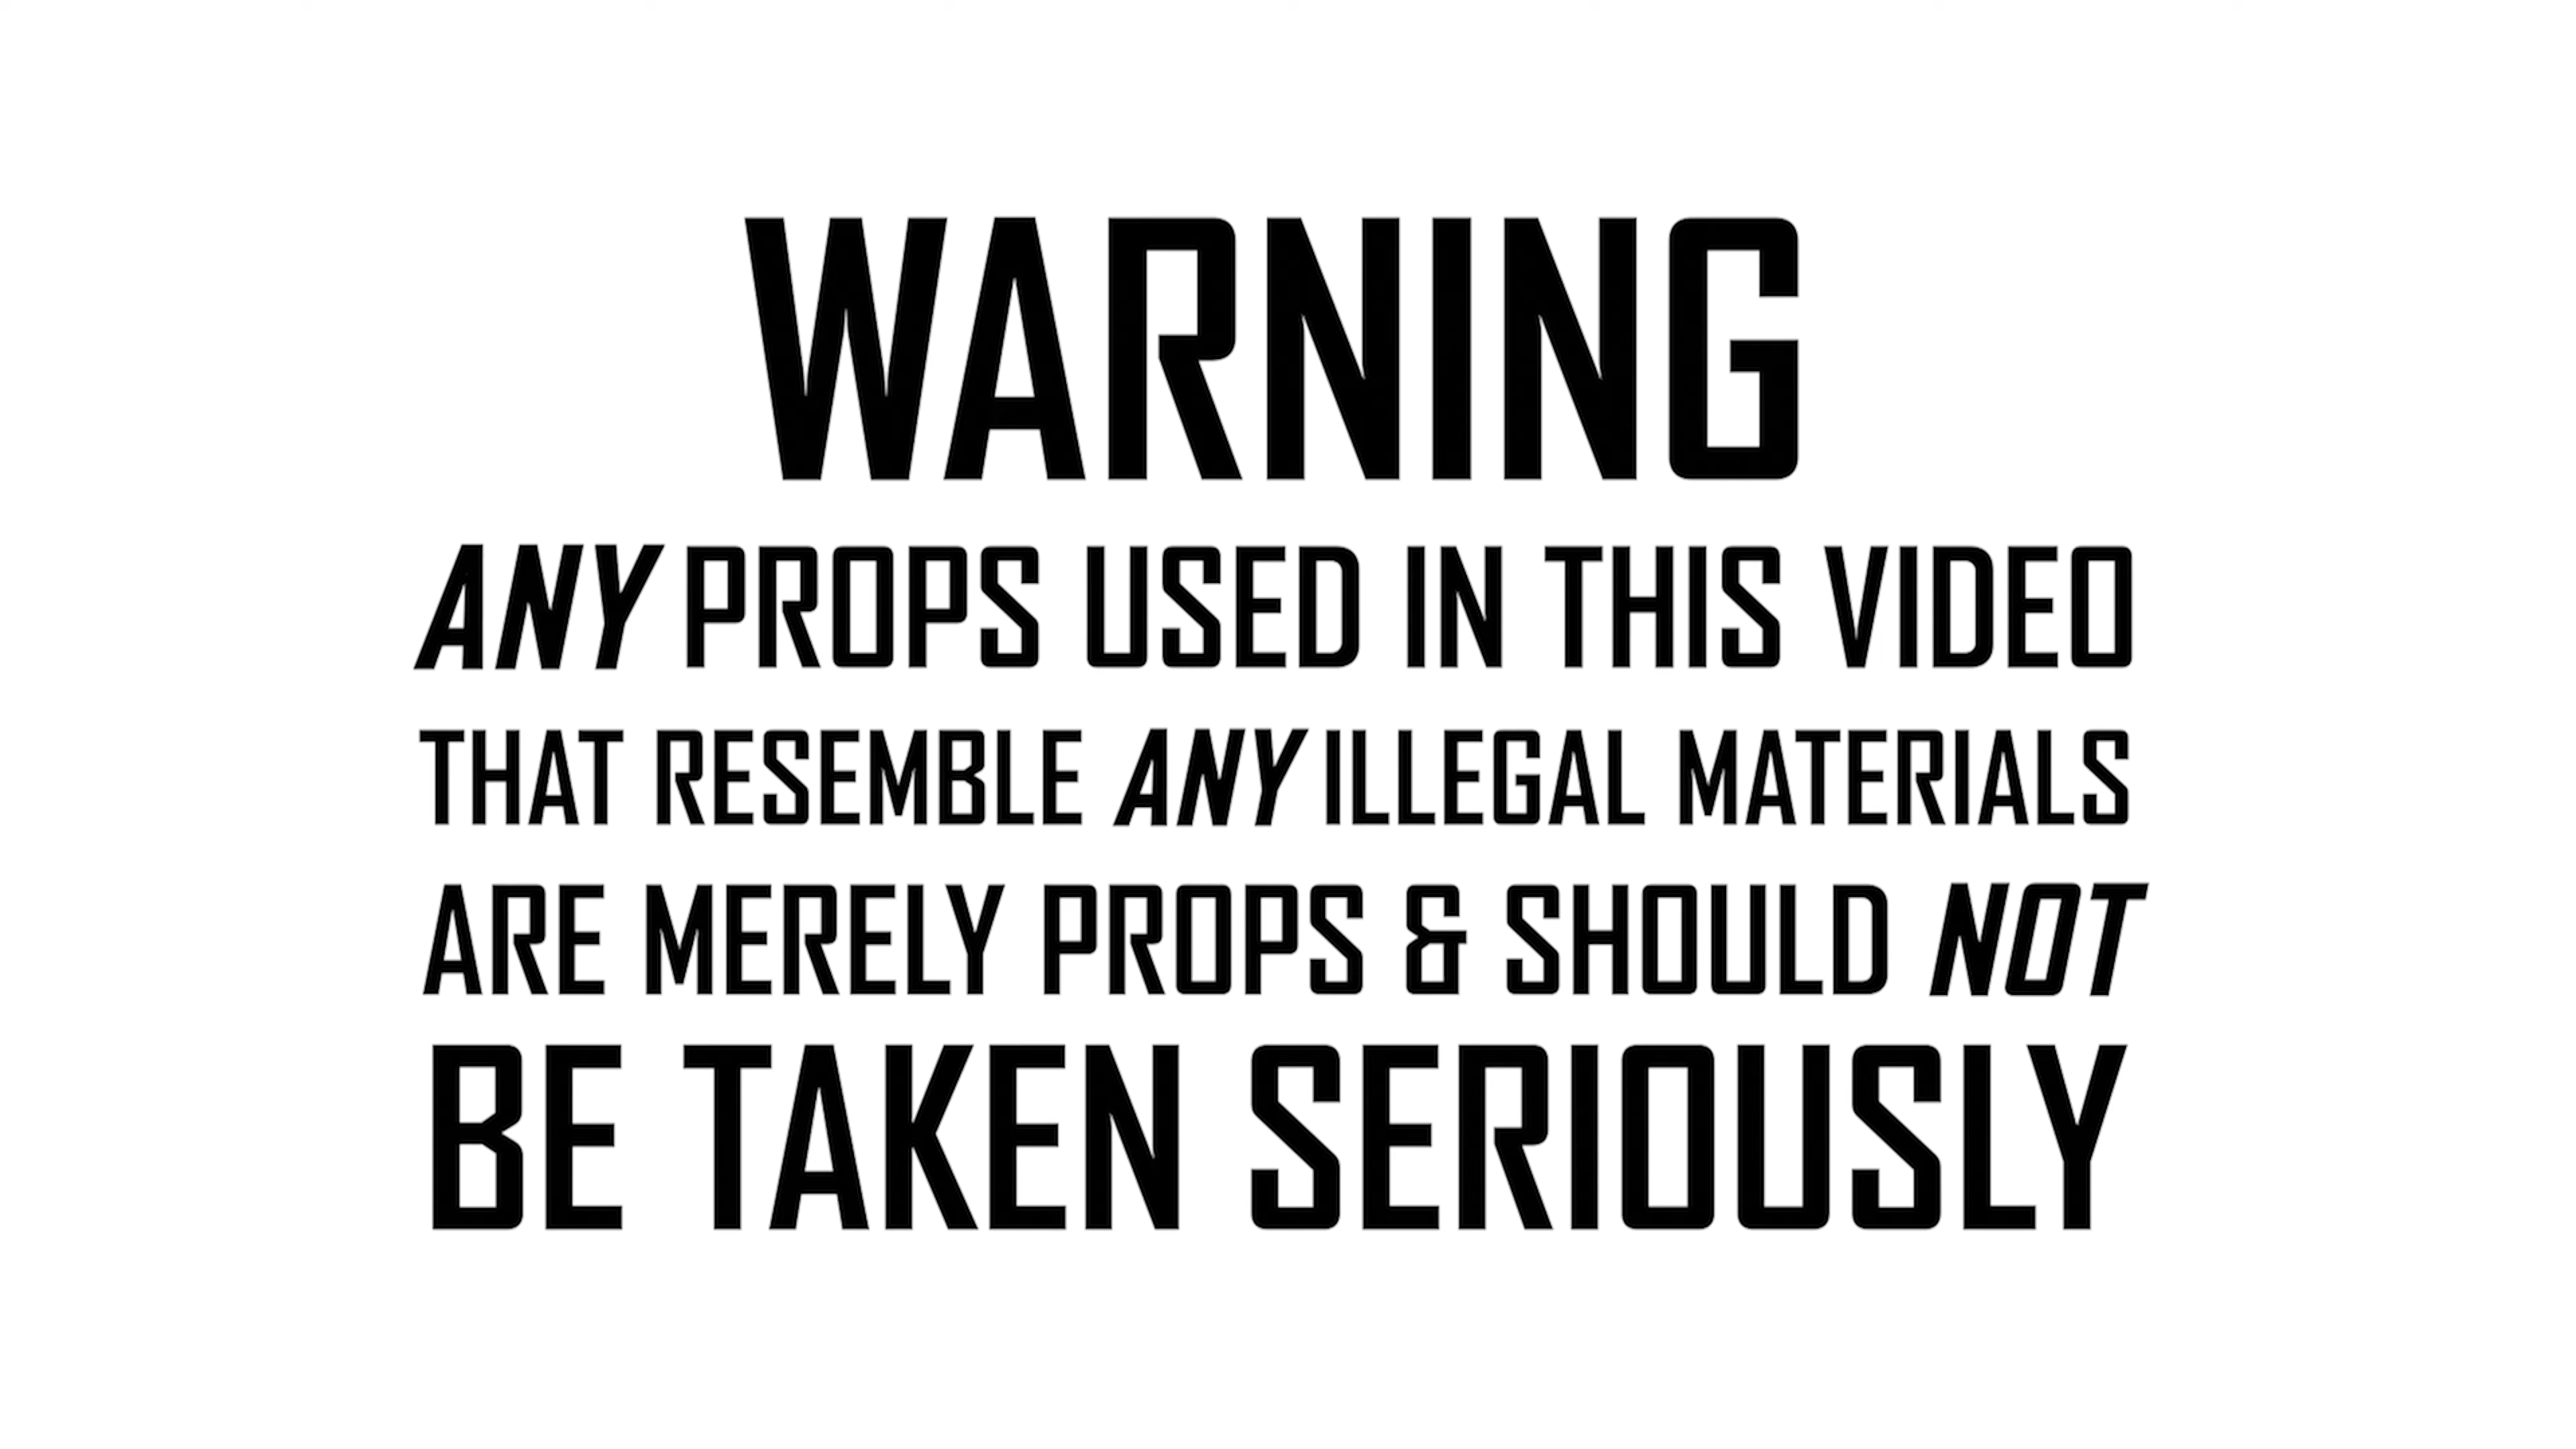 WARNING
ANY PROPS USED IN THIS VIDEO
THAT RESEMBLE ANY ILLEGAL MATERIALS
ARE MERELY PROPS & SHOULD NOT
BE TAKEN SERIOUSLY